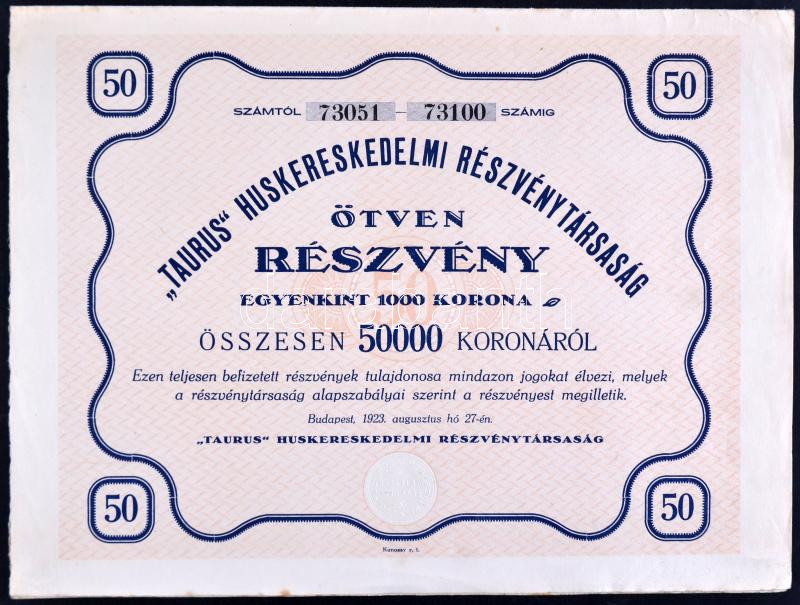 50 50
SZÁMTÓL 73051 — 73100 SZÁMIG
„TAURUS“ HUSKERESKEDELMI RÉSZVÉNYTÁRSASÁG
ÖTVEN
RÉSZVÉNY
EGYENKINT 1000 KORONA
50
ÖSSZESEN 50000 KORONÁRÓL
Ezen teljesen befizetett részvények tulajdonosa mindazon jogokat élvezi, melyek
a részvénytársaság alapszabályai szerint a részvényest megilletik.
Budapest, 1923. augusztus hó 27-én.
„TAURUS“ HUSKERESKEDELMI RÉSZVÉNYTÁRSASÁG
50 50
Kunossy r. t.